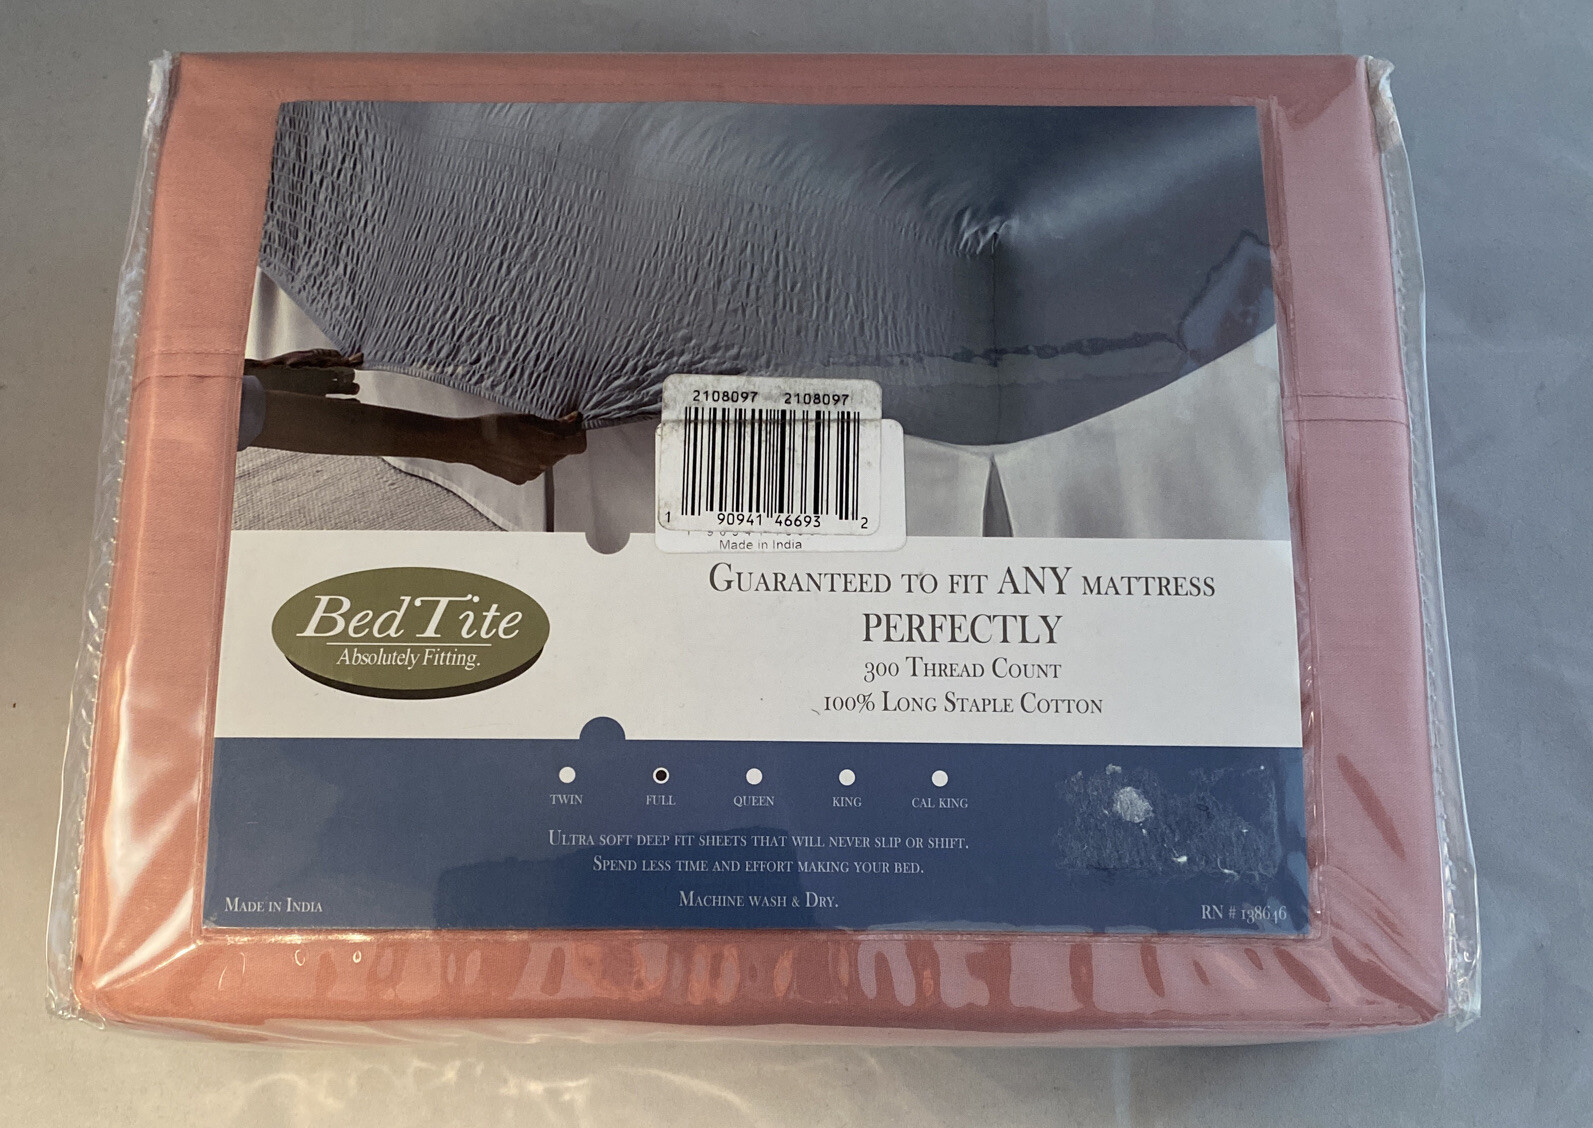 2108097 2108097
1 90941 46693 2
Made in India
Bed Tite
Absolutely Fitting.
GUARANTEED TO FIT ANY MATTRESS
PERFECTLY
300 THREAD COUNT
100% LONG STAPLE COTTON
TWIN FULL QUEEN KING CAL KING
ULTRA SOFT DEEP FIT SHEETS THAT WILL NEVER SLIP OR SHIFT.
SPEND LESS TIME AND EFFORT MAKING YOUR BED.
MACHINE WASH & DRY.
MADE IN INDIA
RN # 138646